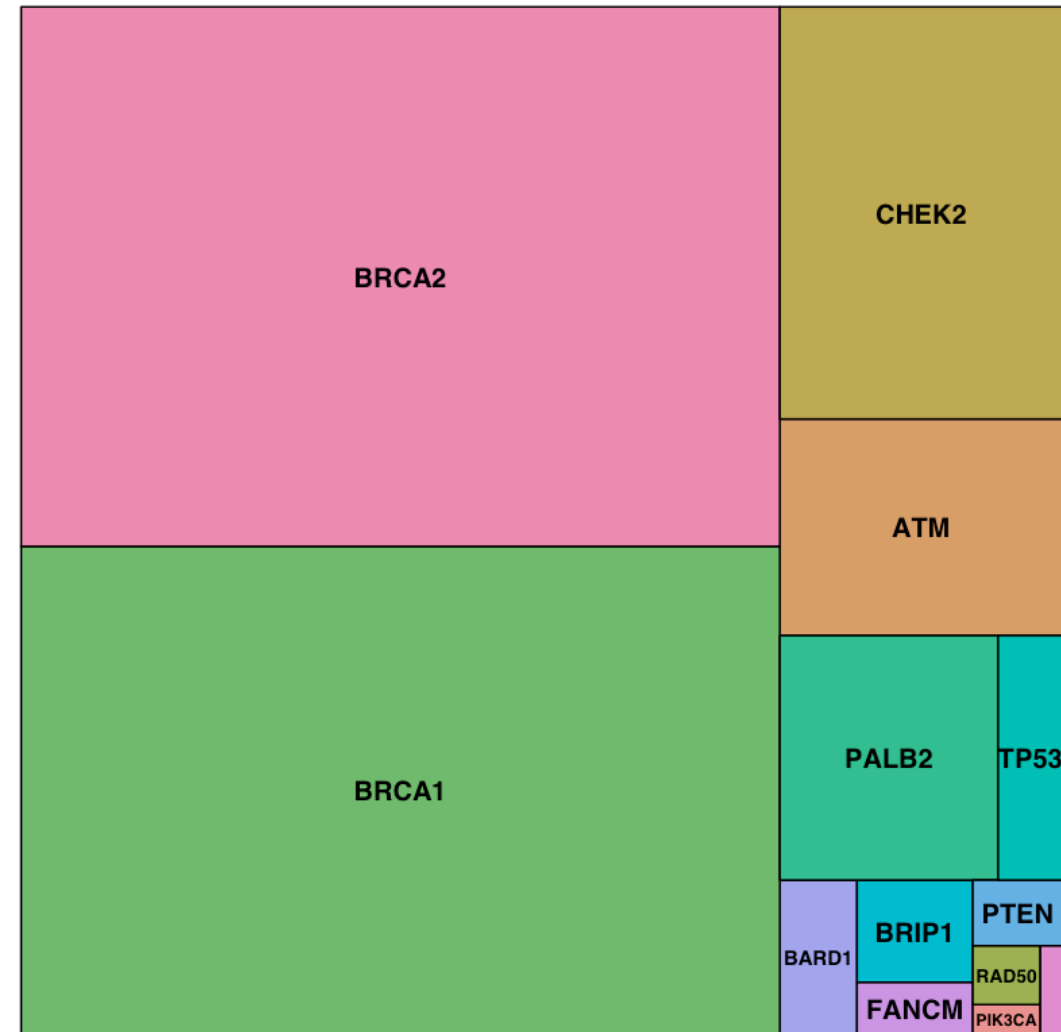 BRCA2
CHEK2
ATM
BRCA1
PALB2
TP53
BARD1
BRIP1
PTEN
RAD50
FANCM
PIK3CA